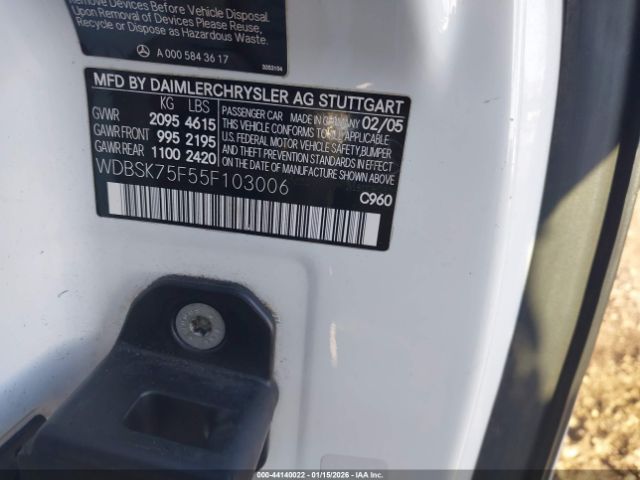 Remove Devices Before Vehicle Disposal.
Upon Removal of Devices Please Reuse,
Recycle or Dispose as Hazardous Waste.
A 000 584 36 17
MFD BY DAIMLERCHRYSLER AG STUTTGART
KG LBS
GVWR 2095 4615
GAWR FRONT 995 2195
GAWR REAR 1100 2420
PASSENGER CAR MADE IN GERMANY 02/05
THIS VEHICLE CONFORMS TO ALL APPLICABLE
U.S. FEDERAL MOTOR VEHICLE SAFETY, BUMPER
AND THEFT PREVENTION STANDARDS IN EFFECT
ON THE DATE OF MANUFACTURE SHOWN ABOVE
WDBSK75F55F103006
C960
000-44140022 - 01/15/2026 - IAA Inc.